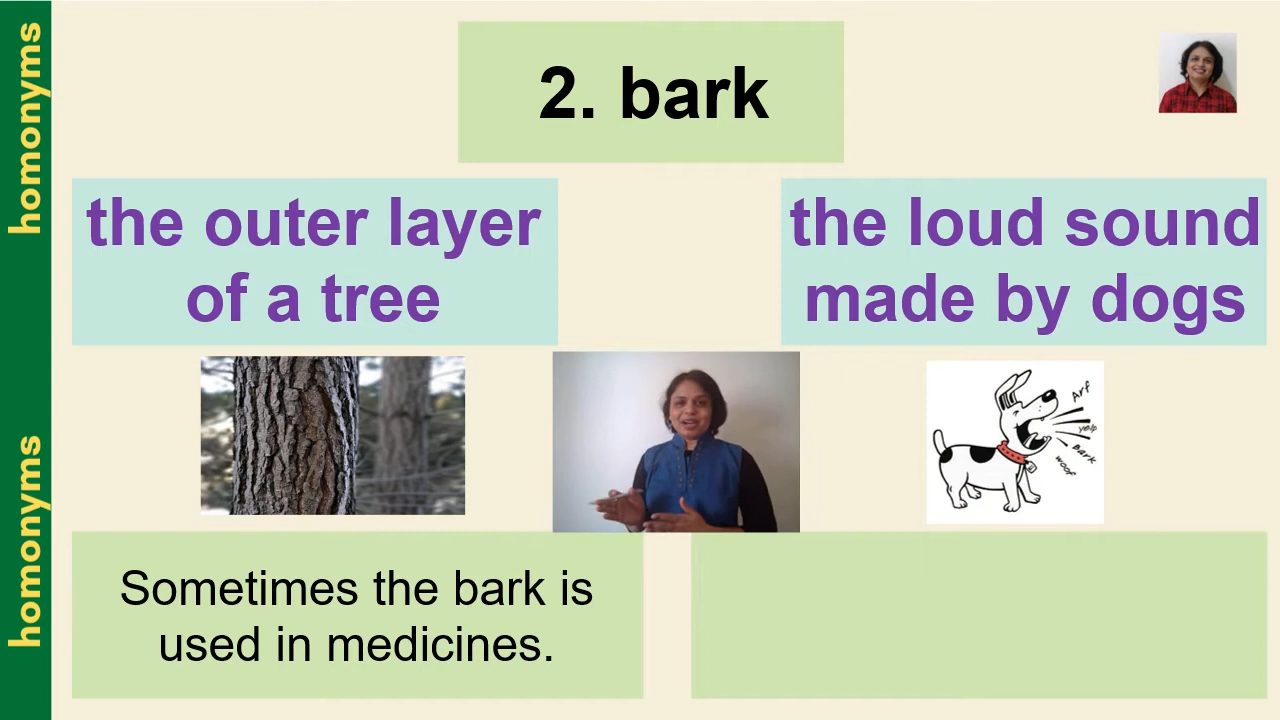 homonyms
homonyms
2. bark
the outer layer
of a tree
the loud sound
made by dogs
Arf
yelp
Bark
woof
Sometimes the bark is
used in medicines.